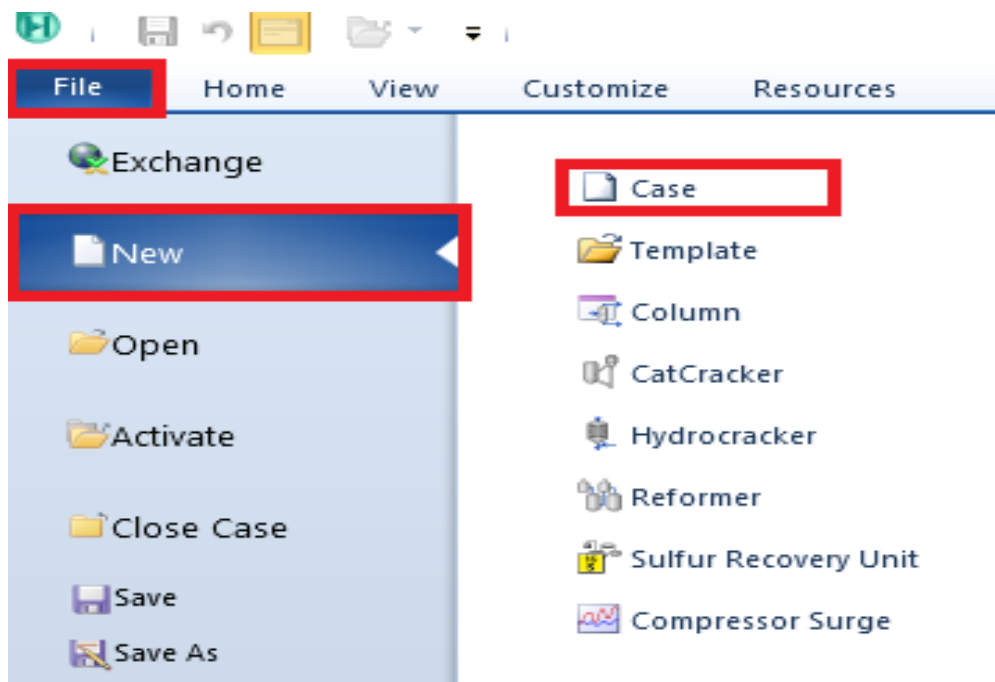 File Home View Customize Resources
Exchange
New
Open
Activate
Close Case
Save
Save As
Case
Template
Column
CatCracker
Hydrocracker
Reformer
Sulfur Recovery Unit
Compressor Surge